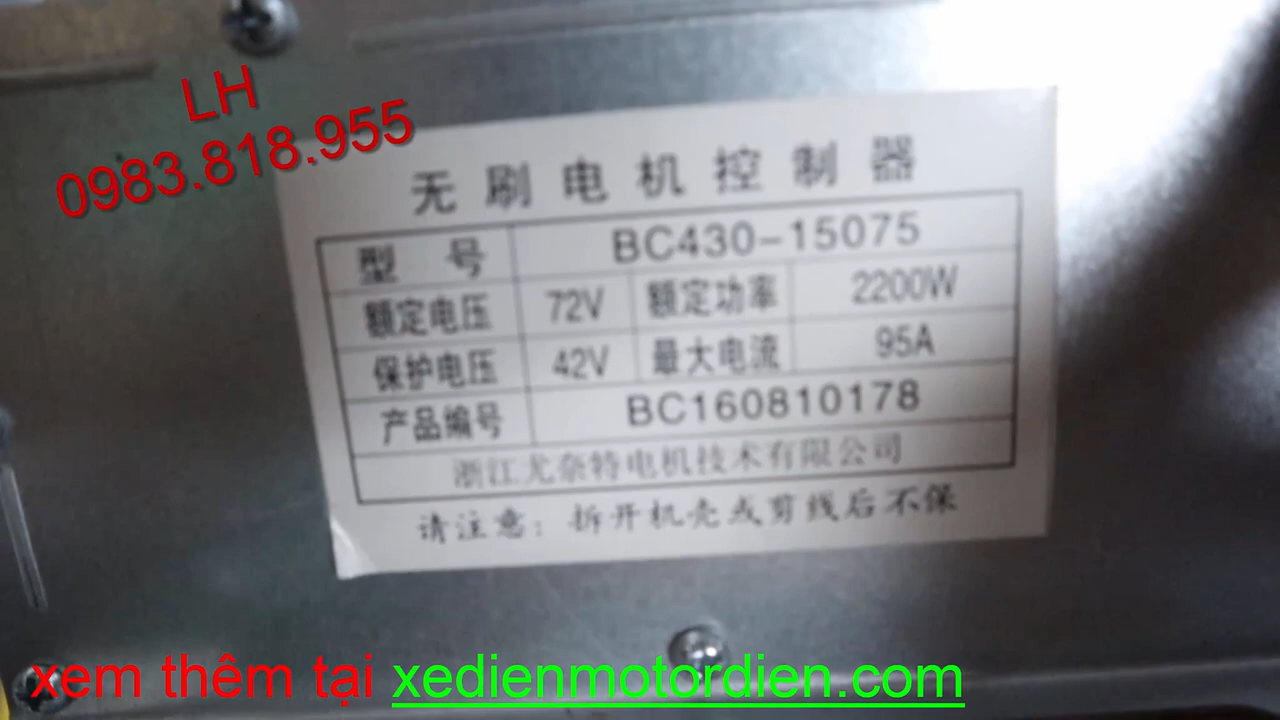 LH
0983.818.955
无刷电机控制器
型号 BC430-15075
额定电压 72V 额定功率 2200W
保护电压 42V 最大电流 95A
产品编号 BC160810178
浙江尤奈特电机技术有限公司
请注意：拆开机壳或剪线后不保
xem thêm tại xedienmotordien.com